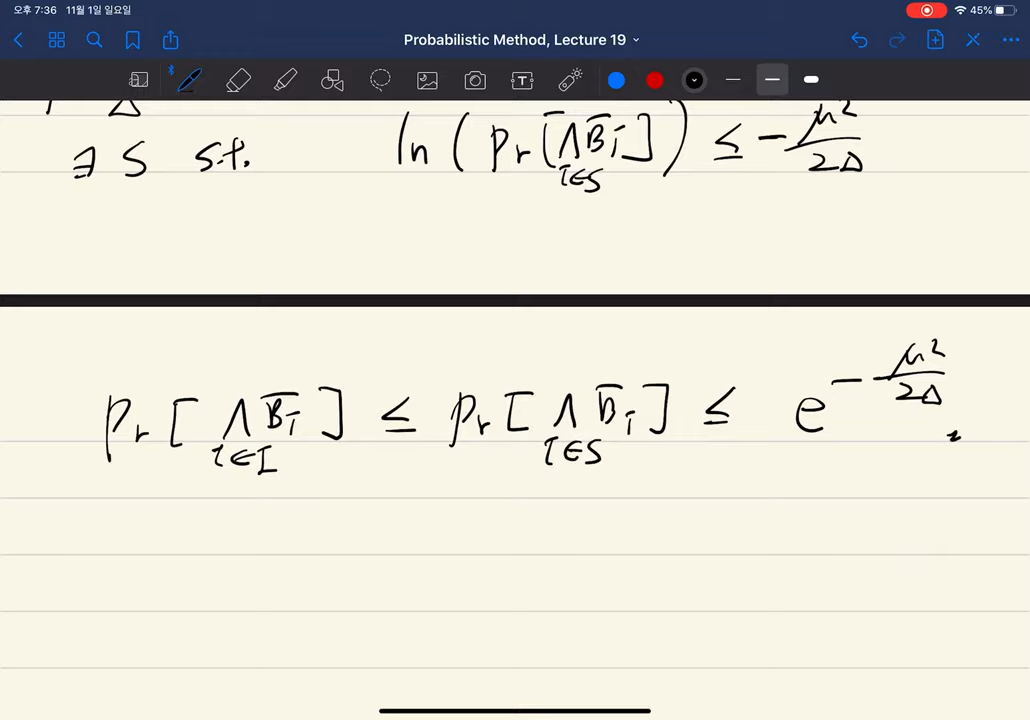 오후 7:36 11월 1일 일요일 45%
Probabilistic Method, Lecture 19
∃ S s.t. ln ( Pr[ ∧_{i∈S} B̄_i ] ) ≤ - μ²/2Δ
Pr[ ∧_{i∈I} B̄_i ] ≤ Pr[ ∧_{i∈S} B̄_i ] ≤ e^{-μ²/2Δ}.